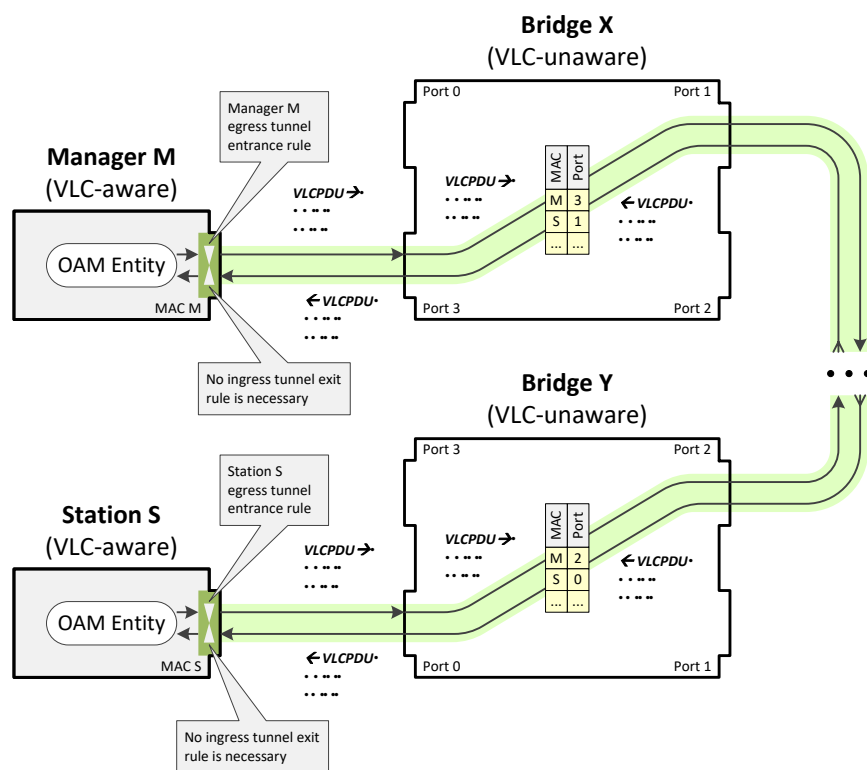 Bridge X
(VLC-unaware)
Port 0
Port 1
Manager M
egress tunnel
entrance rule
Manager M
(VLC-aware)
VLCPDU
VLCPDU
MAC
Port
M 3
S 1
... ...
VLCPDU
OAM Entity
MAC M
VLCPDU
Port 3
Port 2
No ingress tunnel exit
rule is necessary
• • •
Bridge Y
(VLC-unaware)
Port 3
Port 2
Station S
egress tunnel
entrance rule
Station S
(VLC-aware)
VLCPDU
VLCPDU
MAC
Port
M 2
S 0
... ...
VLCPDU
OAM Entity
MAC S
VLCPDU
Port 0
Port 1
No ingress tunnel exit
rule is necessary